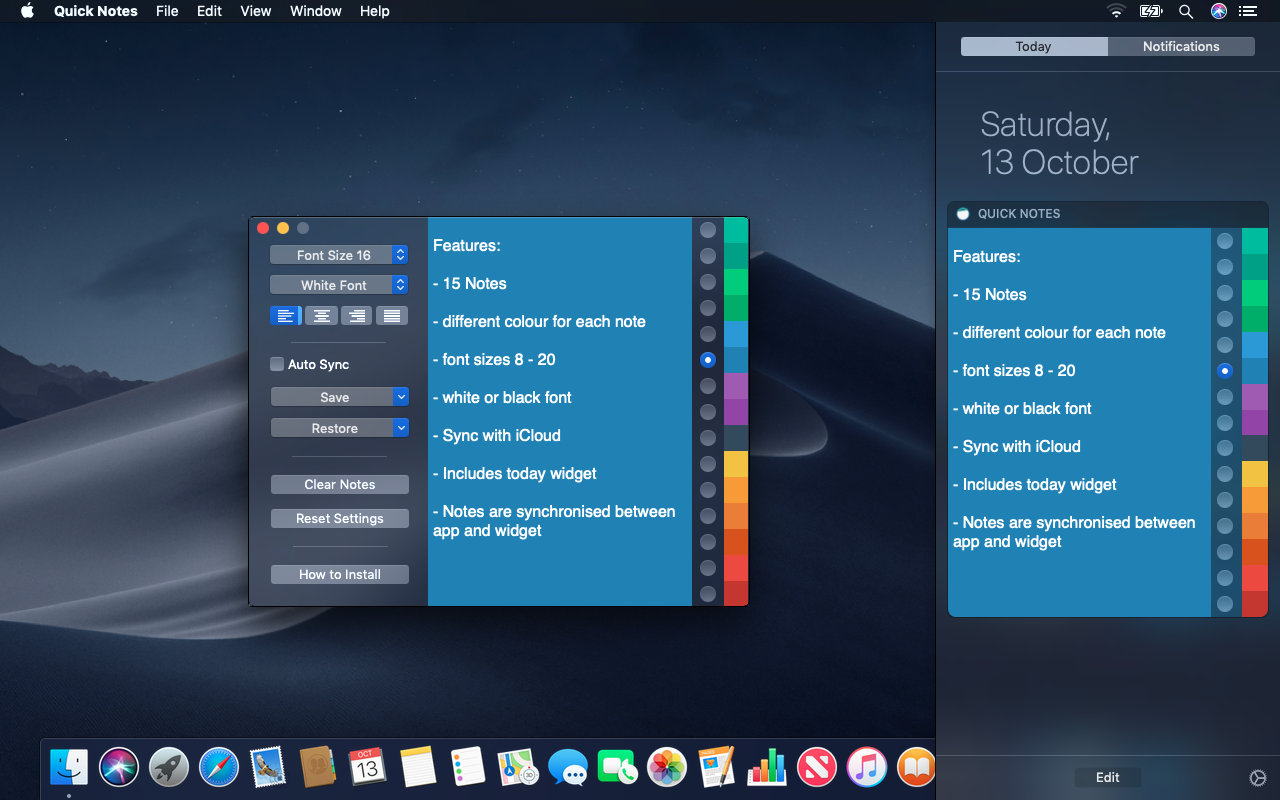 Quick Notes File Edit View Window Help
Today Notifications
Saturday,
13 October
Font Size 16
White Font
Auto Sync
Save
Restore
Clear Notes
Reset Settings
How to Install
Features:
- 15 Notes
- different colour for each note
- font sizes 8 - 20
- white or black font
- Sync with iCloud
- Includes today widget
- Notes are synchronised between
app and widget
QUICK NOTES
Features:
- 15 Notes
- different colour for each note
- font sizes 8 - 20
- white or black font
- Sync with iCloud
- Includes today widget
- Notes are synchronised between
app and widget
OCT
13
3D
Edit